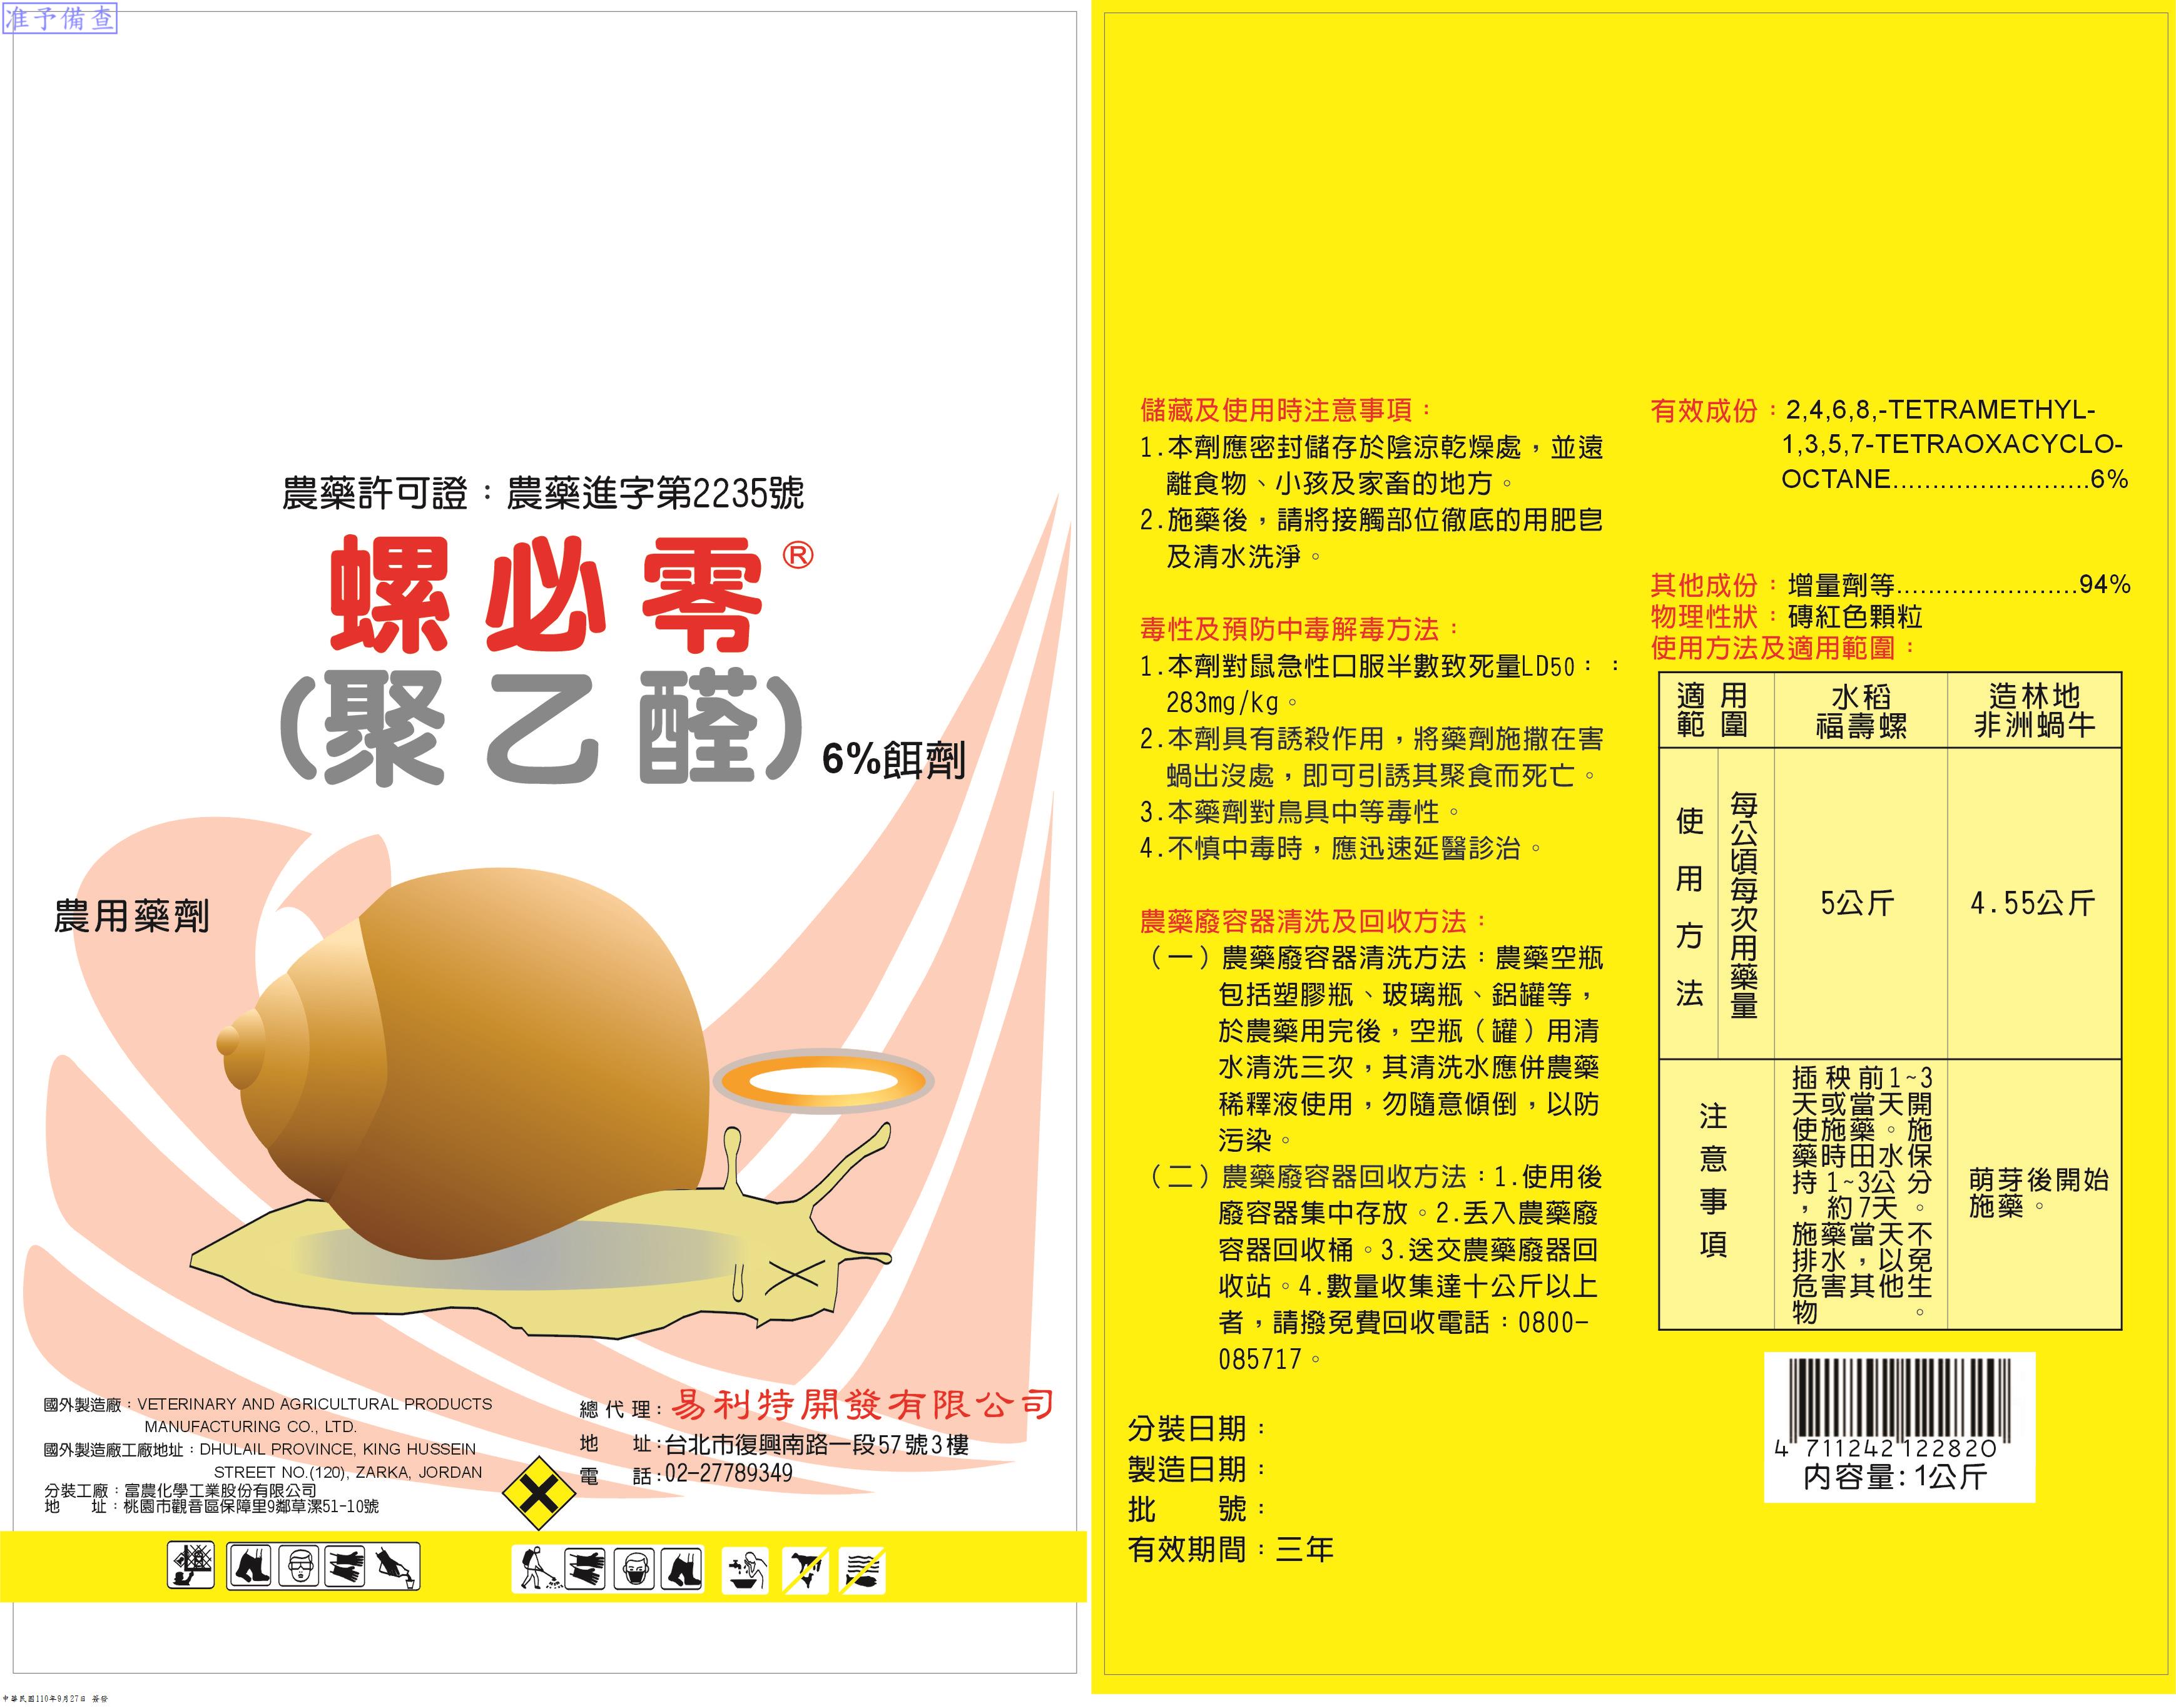 准予備查
農藥許可證：農藥進字第2235號
螺必零®
(聚乙醛) 6%餌劑
農用藥劑
國外製造廠：VETERINARY AND AGRICULTURAL PRODUCTS
MANUFACTURING CO., LTD.
國外製造廠工廠地址：DHULAIL PROVINCE, KING HUSSEIN
STREET NO.(120), ZARKA, JORDAN
分裝工廠：富農化學工業股份有限公司
地　　址：桃園市觀音區保障里9鄰草漯51-10號
總代理：易利特開發有限公司
地　　址：台北市復興南路一段57號3樓
電　　話：02-27789349
中華民國110年9月27日 簽發
儲藏及使用時注意事項：
1.本劑應密封儲存於陰涼乾燥處，並遠
離食物、小孩及家畜的地方。
2.施藥後，請將接觸部位徹底的用肥皂
及清水洗淨。
毒性及預防中毒解毒方法：
1.本劑對鼠急性口服半數致死量LD50：：
283mg/kg。
2.本劑具有誘殺作用，將藥劑施撒在害
蝸出沒處，即可引誘其聚食而死亡。
3.本藥劑對鳥具中等毒性。
4.不慎中毒時，應迅速延醫診治。
農藥廢容器清洗及回收方法：
（一）農藥廢容器清洗方法：農藥空瓶
包括塑膠瓶、玻璃瓶、鋁罐等，
於農藥用完後，空瓶（罐）用清
水清洗三次，其清洗水應併農藥
稀釋液使用，勿隨意傾倒，以防
污染。
（二）農藥廢容器回收方法：1.使用後
廢容器集中存放。2.丟入農藥廢
容器回收桶。3.送交農藥廢器回
收站。4.數量收集達十公斤以上
者，請撥免費回收電話：0800-
085717。
分裝日期：
製造日期：
批　　號：
有效期間：三年
有效成份：2,4,6,8,-TETRAMETHYL-
1,3,5,7-TETRAOXACYCLO-
OCTANE.........................6%
其他成份：增量劑等.......................94%
物理性狀：磚紅色顆粒
使用方法及適用範圍：
適用
範圍
水稻
福壽螺
造林地
非洲蝸牛
使用方法
每公頃每次用藥量
5公斤
4.55公斤
注意事項
插秧前1~3
天或當天開
使施藥。施
藥時田水保
持1~3公分
，約7天。
施藥當天不
排水，以免
危害其他生
物。
萌芽後開始
施藥。
4 711242 122820
內容量：1公斤